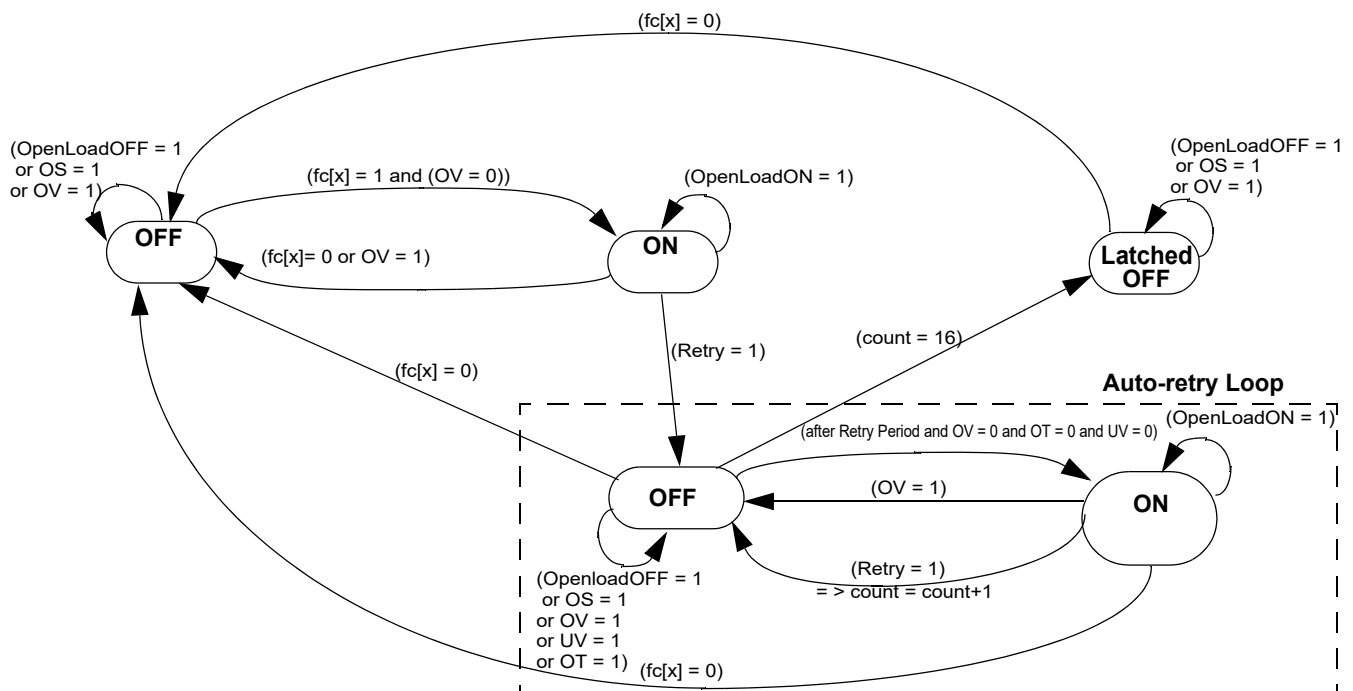 (fc[x] = 0)
(OpenLoadOFF = 1
or OS = 1
or OV = 1)
(fc[x] = 1 and (OV = 0))
(OpenLoadON = 1)
(OpenLoadOFF = 1
or OS = 1
or OV = 1)
OFF
ON
Latched
OFF
(fc[x]= 0 or OV = 1)
(Retry = 1)
(count = 16)
(fc[x] = 0)
Auto-retry Loop
(after Retry Period and OV = 0 and OT = 0 and UV = 0)
(OpenLoadON = 1)
OFF
(OV = 1)
ON
(Retry = 1)
= > count = count+1
(OpenloadOFF = 1
or OS = 1
or OV = 1
or UV = 1
or OT = 1)
(fc[x] = 0)